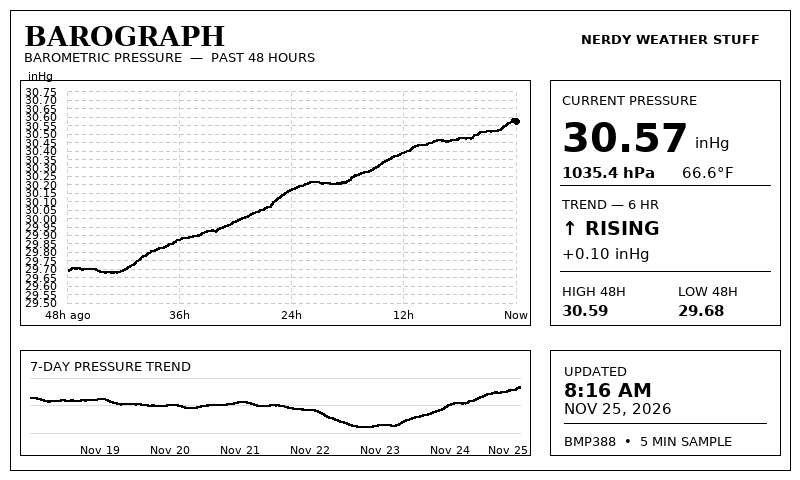 BAROGRAPH
BAROMETRIC PRESSURE — PAST 48 HOURS
NERDY WEATHER STUFF
inHg
30.75
30.70
30.65
30.60
30.55
30.50
30.45
30.40
30.35
30.30
30.25
30.20
30.15
30.10
30.05
30.00
29.95
29.90
29.85
29.80
29.75
29.70
29.65
29.60
29.55
29.50
48h ago 36h 24h 12h Now
CURRENT PRESSURE
30.57 inHg
1035.4 hPa 66.6°F
TREND — 6 HR
↑ RISING
+0.10 inHg
HIGH 48H LOW 48H
30.59 29.68
7-DAY PRESSURE TREND
Nov 19 Nov 20 Nov 21 Nov 22 Nov 23 Nov 24 Nov 25
UPDATED
8:16 AM
NOV 25, 2026
BMP388 • 5 MIN SAMPLE